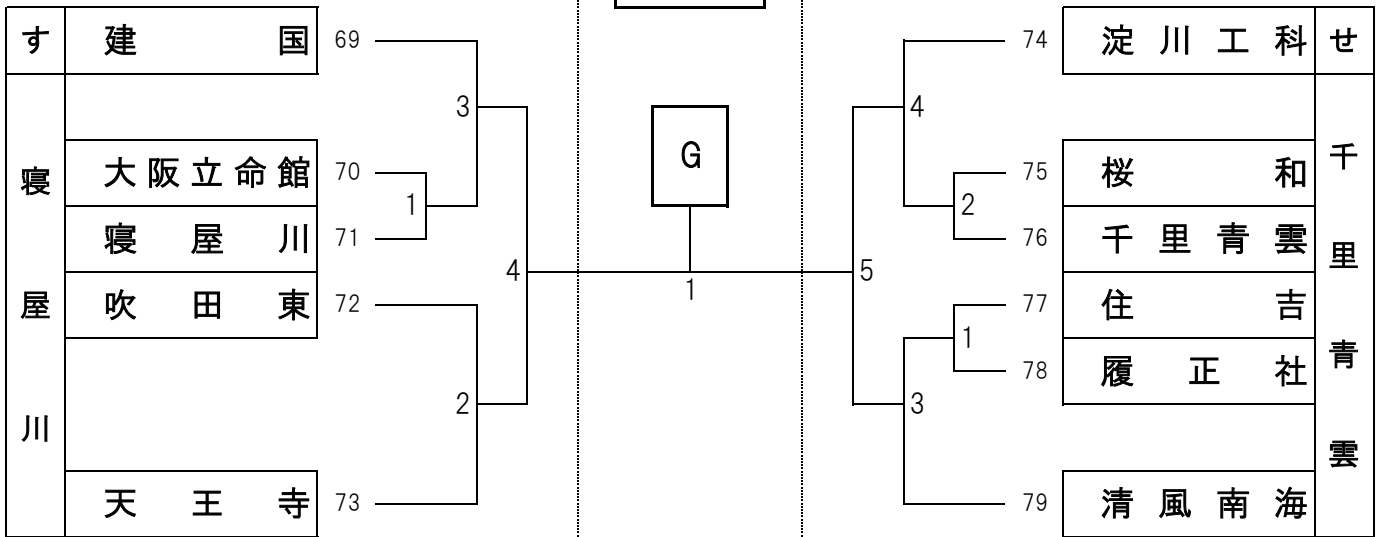 す 建国 69
3
大阪立命館 70
1
寝屋川 71
4
吹田東 72
2
天王寺 73
寝屋川
G
1
74 淀川工科 せ
4
75 桜和
2
76 千里青雲
5
77 住吉
1
78 履正社
3
79 清風南海
千里青雲